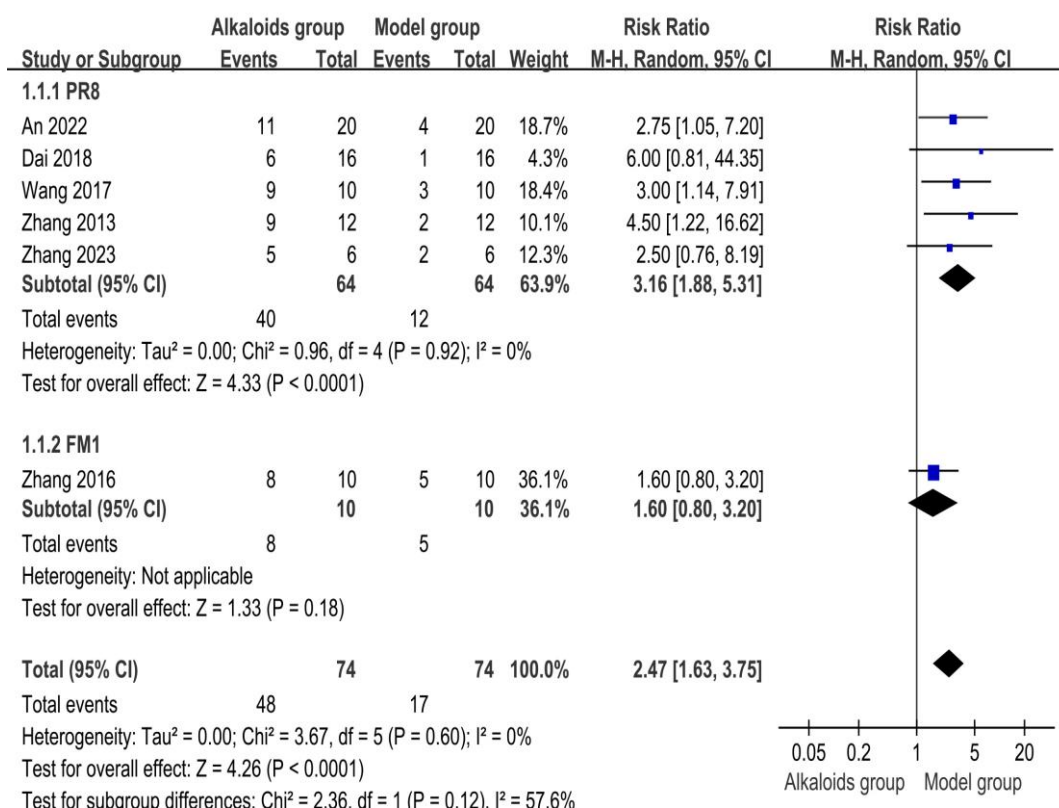 Alkaloids group Model group Risk Ratio Risk Ratio
Study or Subgroup Events Total Events Total Weight M-H, Random, 95% CI M-H, Random, 95% CI
1.1.1 PR8
An 2022 11 20 4 20 18.7% 2.75 [1.05, 7.20]
Dai 2018 6 16 1 16 4.3% 6.00 [0.81, 44.35]
Wang 2017 9 10 3 10 18.4% 3.00 [1.14, 7.91]
Zhang 2013 9 12 2 12 10.1% 4.50 [1.22, 16.62]
Zhang 2023 5 6 2 6 12.3% 2.50 [0.76, 8.19]
Subtotal (95% CI) 64 64 63.9% 3.16 [1.88, 5.31]
Total events 40 12
Heterogeneity: Tau² = 0.00; Chi² = 0.96, df = 4 (P = 0.92); I² = 0%
Test for overall effect: Z = 4.33 (P < 0.0001)
1.1.2 FM1
Zhang 2016 8 10 5 10 36.1% 1.60 [0.80, 3.20]
Subtotal (95% CI) 10 10 36.1% 1.60 [0.80, 3.20]
Total events 8 5
Heterogeneity: Not applicable
Test for overall effect: Z = 1.33 (P = 0.18)
Total (95% CI) 74 74 100.0% 2.47 [1.63, 3.75]
Total events 48 17
Heterogeneity: Tau² = 0.00; Chi² = 3.67, df = 5 (P = 0.60); I² = 0%
Test for overall effect: Z = 4.26 (P < 0.0001)
Test for subgroup differences: Chi² = 2.36, df = 1 (P = 0.12), I² = 57.6%
0.05 0.2 1 5 20
Alkaloids group Model group